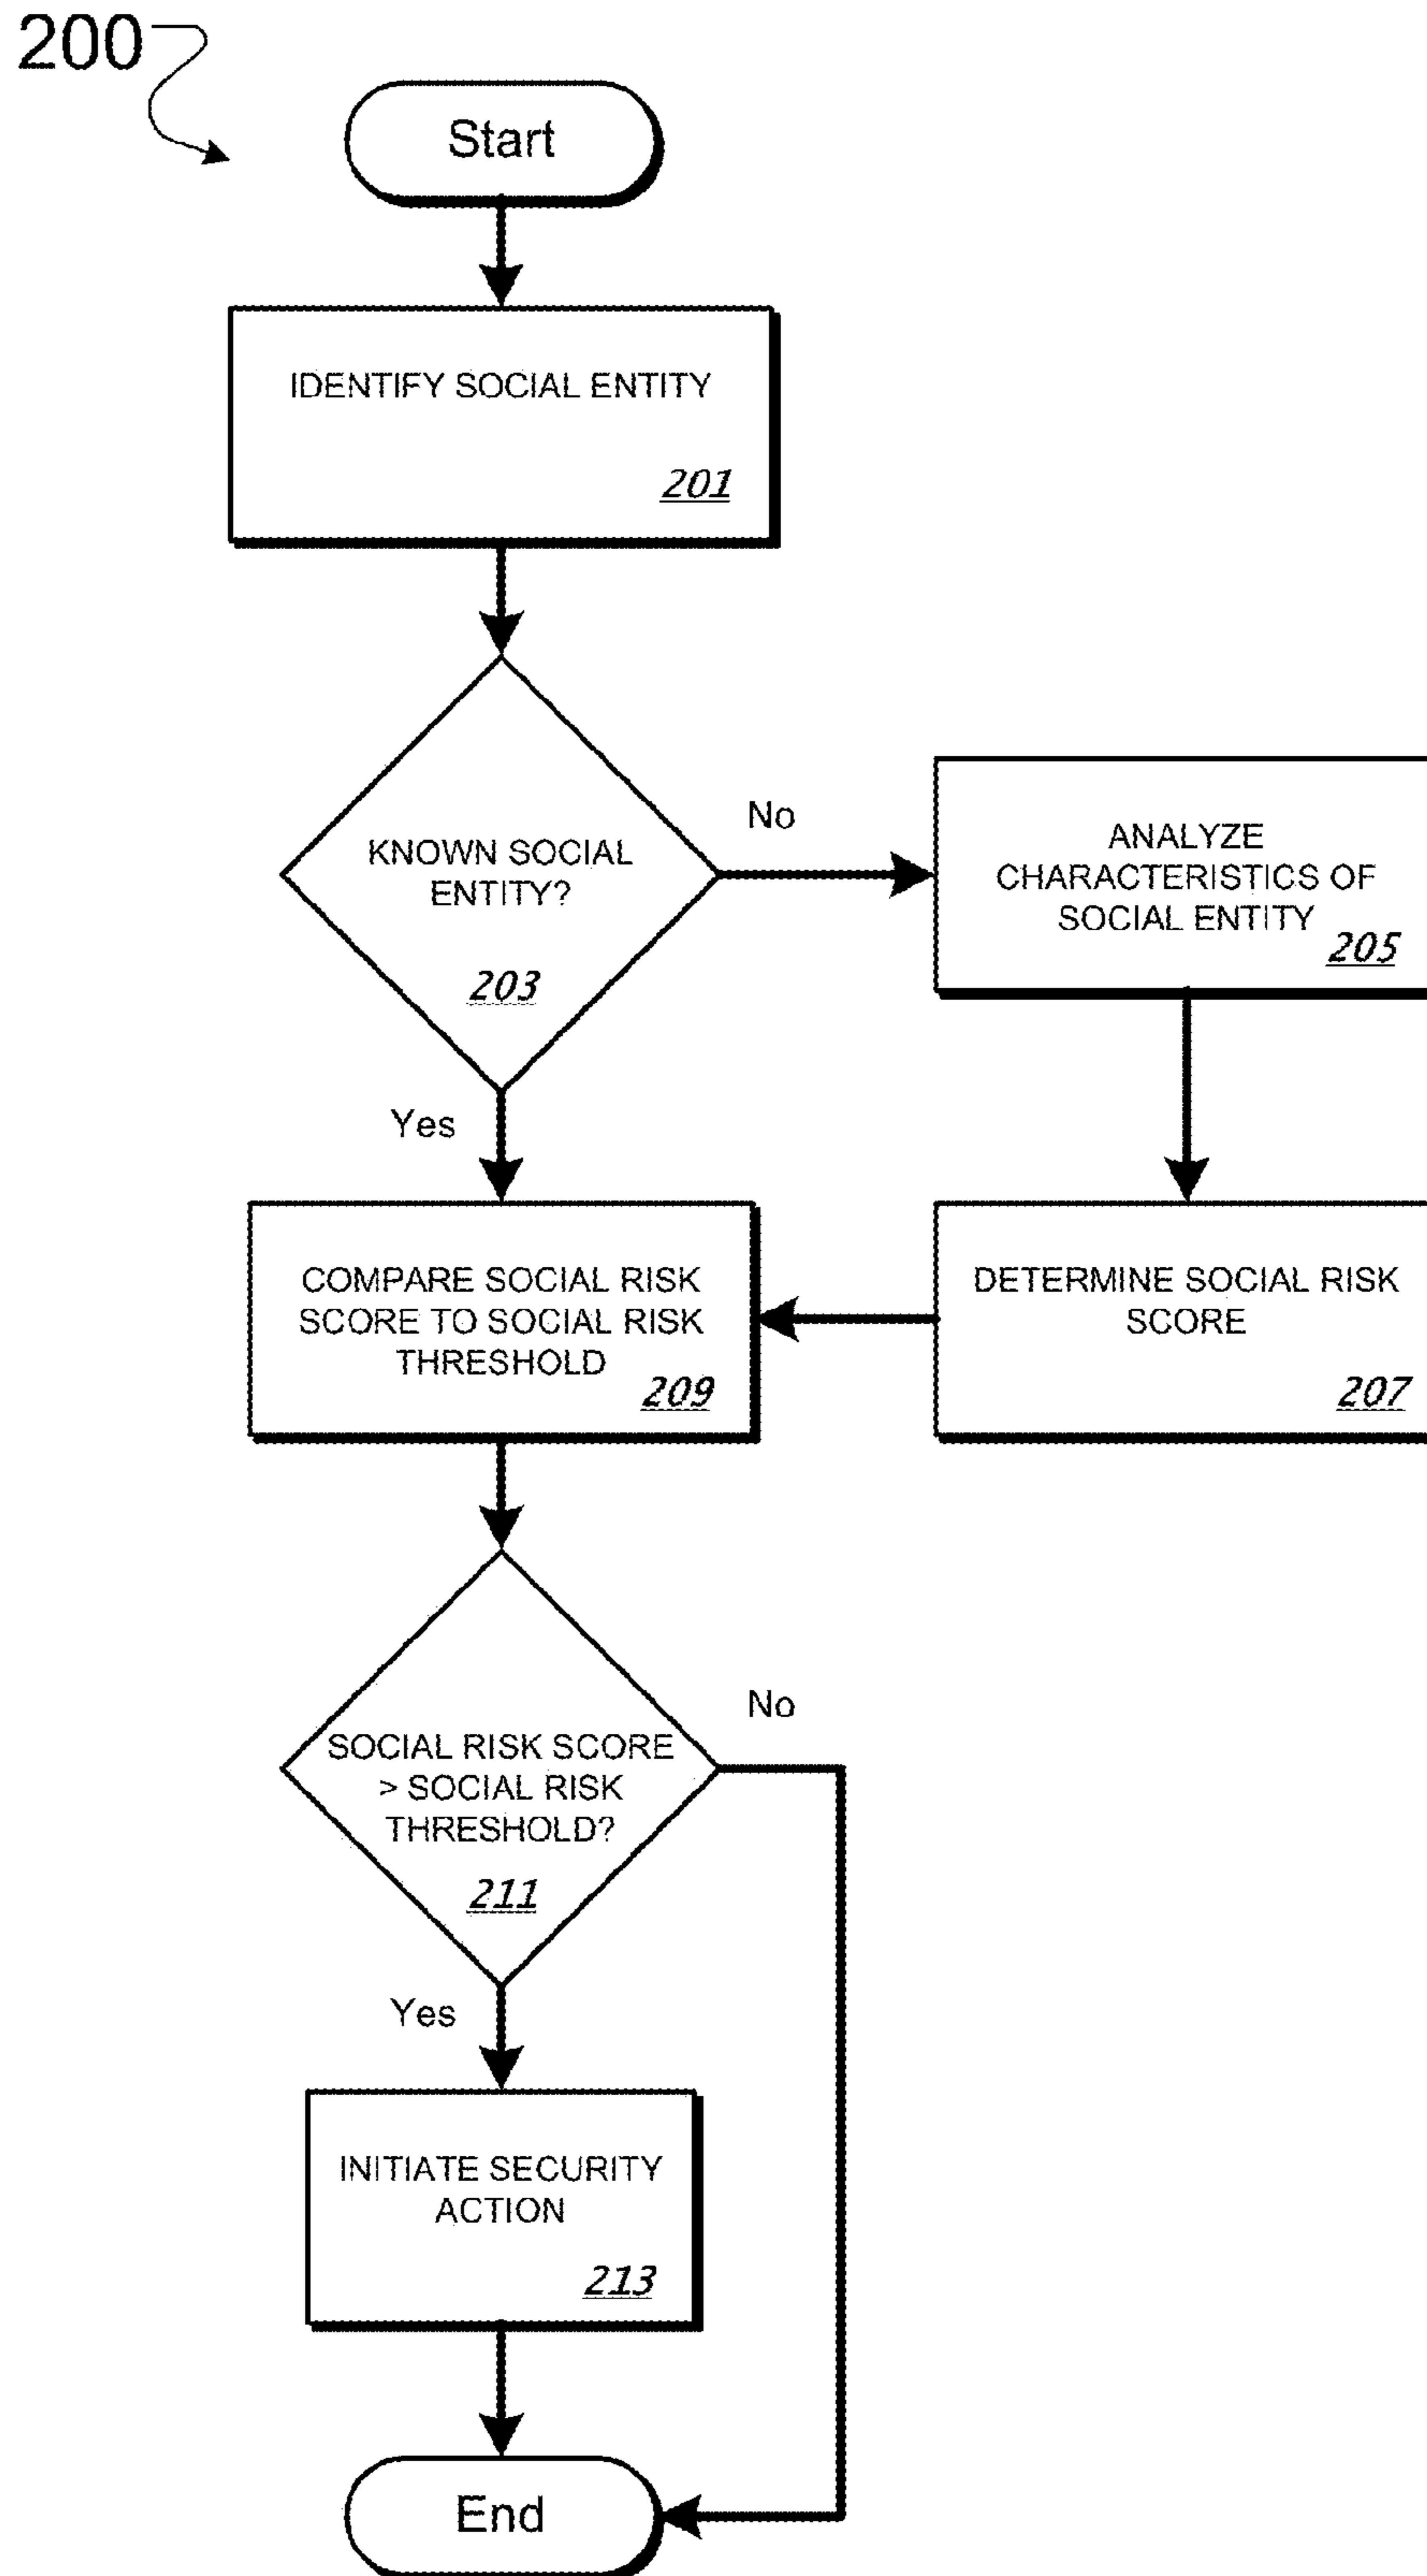 200
Start
IDENTIFY SOCIAL ENTITY
201
KNOWN SOCIAL
ENTITY?
203
No
ANALYZE
CHARACTERISTICS OF
SOCIAL ENTITY
205
Yes
COMPARE SOCIAL RISK
SCORE TO SOCIAL RISK
THRESHOLD
209
DETERMINE SOCIAL RISK
SCORE
207
SOCIAL RISK SCORE
> SOCIAL RISK
THRESHOLD?
211
No
Yes
INITIATE SECURITY
ACTION
213
End